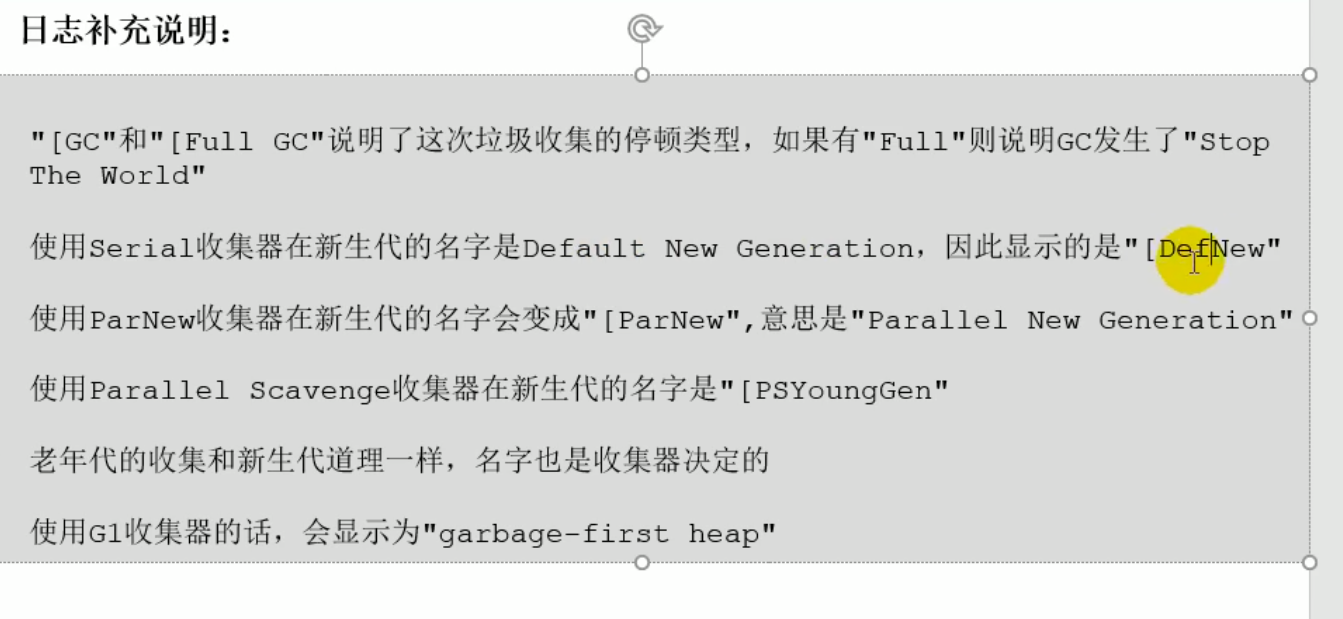 日志补充说明:
"[GC"和"[Full GC"说明了这次垃圾收集的停顿类型，如果有"Full"则说明GC发生了"Stop
The World"
使用Serial收集器在新生代的名字是Default New Generation，因此显示的是"[DefNew"
使用ParNew收集器在新生代的名字会变成"[ParNew",意思是"Parallel New Generation"
使用Parallel Scavenge收集器在新生代的名字是"[PSYoungGen"
老年代的收集和新生代道理一样，名字也是收集器决定的
使用G1收集器的话，会显示为"garbage-first heap"